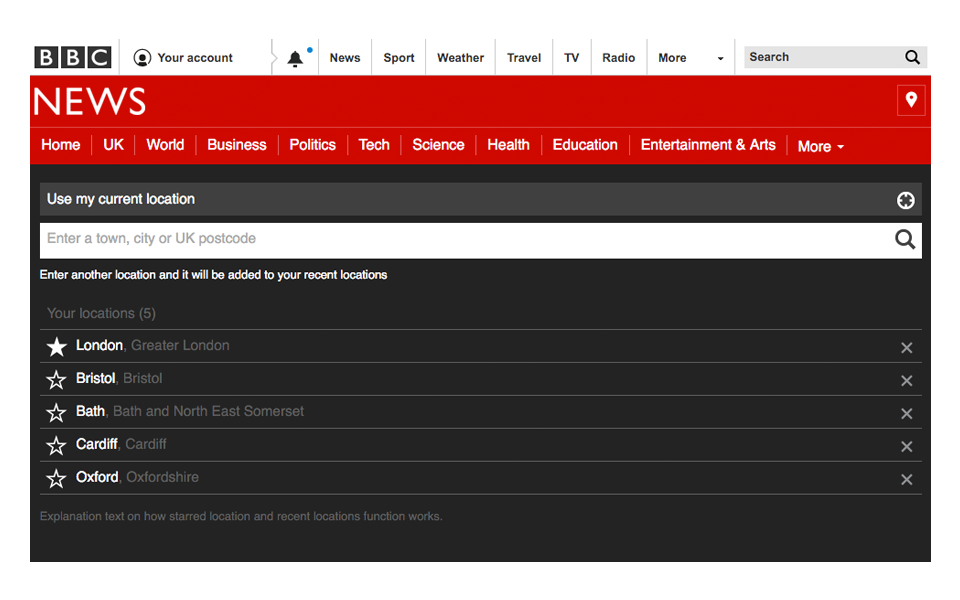 BBC Your account News Sport Weather Travel TV Radio More Search
NEWS
Home UK World Business Politics Tech Science Health Education Entertainment & Arts More
Use my current location
Enter a town, city or UK postcode
Enter another location and it will be added to your recent locations
Your locations (5)
London, Greater London
Bristol, Bristol
Bath, Bath and North East Somerset
Cardiff, Cardiff
Oxford, Oxfordshire
Explanation text on how starred location and recent locations function works.